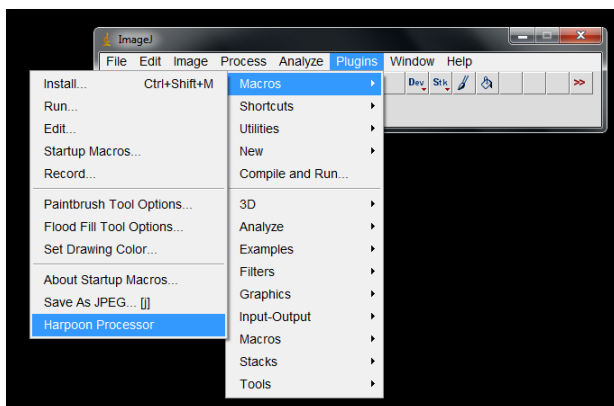 ImageJ
File Edit Image Process Analyze Plugins Window Help
Dev Stk >>
Install... Ctrl+Shift+M
Run...
Edit...
Startup Macros...
Record...
Paintbrush Tool Options...
Flood Fill Tool Options...
Set Drawing Color...
About Startup Macros...
Save As JPEG... [j]
Harpoon Processor
Macros
Shortcuts
Utilities
New
Compile and Run...
3D
Analyze
Examples
Filters
Graphics
Input-Output
Macros
Stacks
Tools